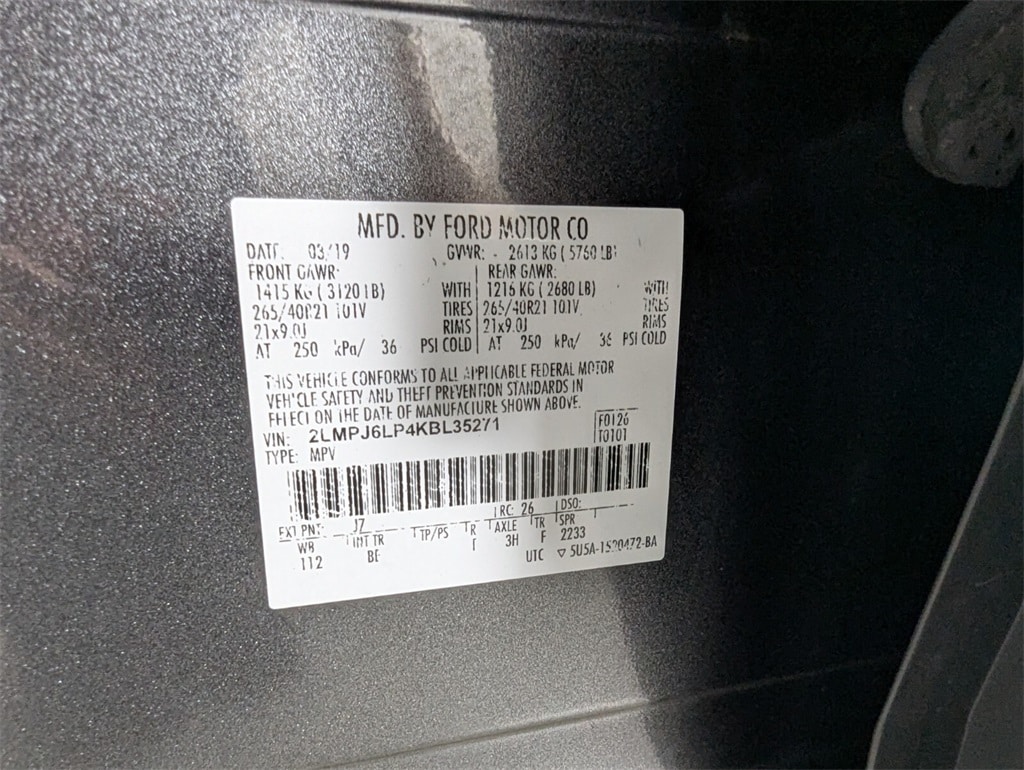 MFD. BY FORD MOTOR CO
DATE: 03/19 GVWR: 2613 KG ( 5760 LB)
FRONT GAWR: REAR GAWR:
1415 KG ( 3120 LB) WITH 1216 KG ( 2680 LB) WITH
265/40R21 101V TIRES 265/40R21 101V TIRES
21x9.0J RIMS 21x9.0J RIMS
AT 250 kPa/ 36 PSI COLD AT 250 kPa/ 36 PSI COLD
THIS VEHICLE CONFORMS TO ALL APPLICABLE FEDERAL MOTOR
VEHICLE SAFETY AND THEFT PREVENTION STANDARDS IN
EFFECT ON THE DATE OF MANUFACTURE SHOWN ABOVE.
VIN: 2LMPJ6LP4KBL35271 F0126
TYPE: MPV T0101
EXT PNT: J7 RC: 26 DSO:
WB INT TR TP/PS R AXLE TR SPR
112 3H F 2233
UTC ▽ 5U5A-1520472-BA